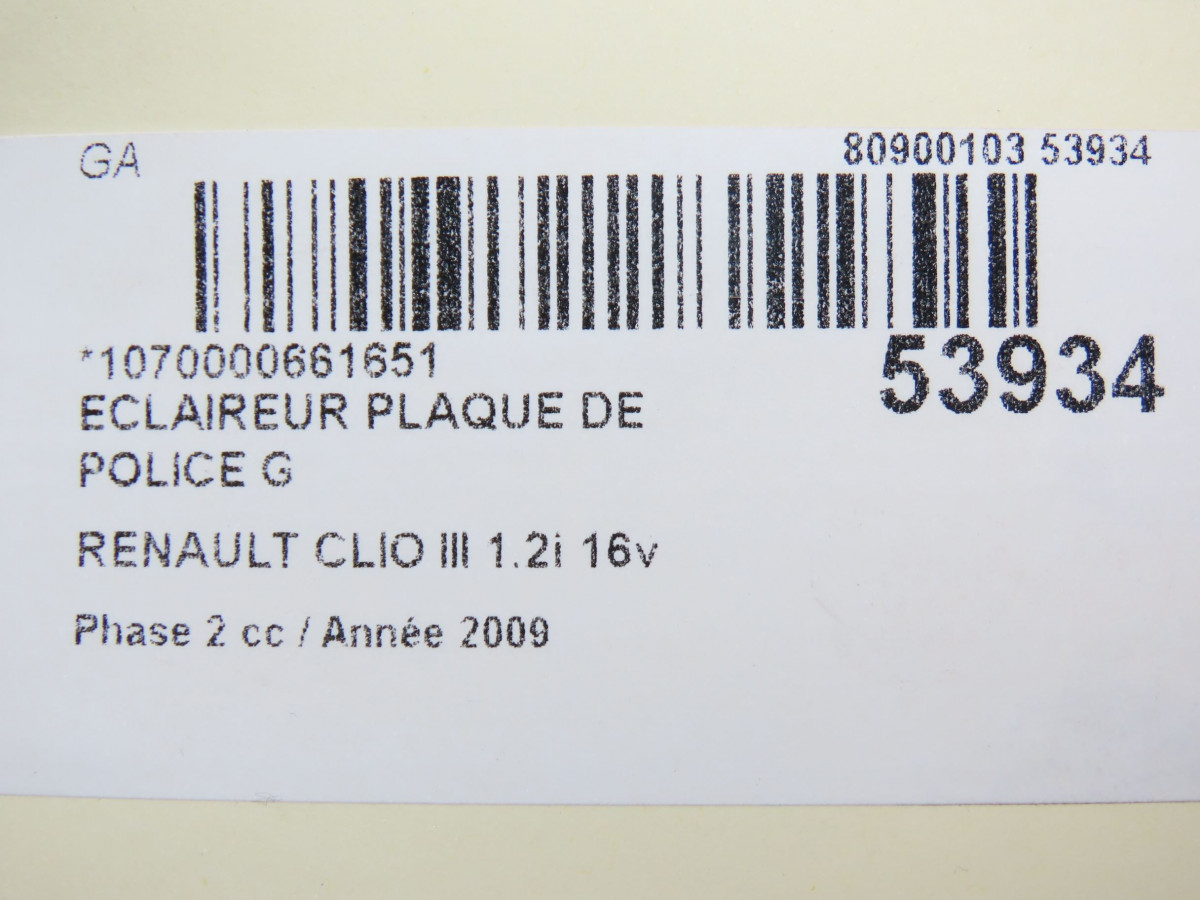 GA
80900103 53934
*1070000661651
53934
ECLAIREUR PLAQUE DE
POLICE G
RENAULT CLIO III 1.2i 16v
Phase 2 cc / Année 2009